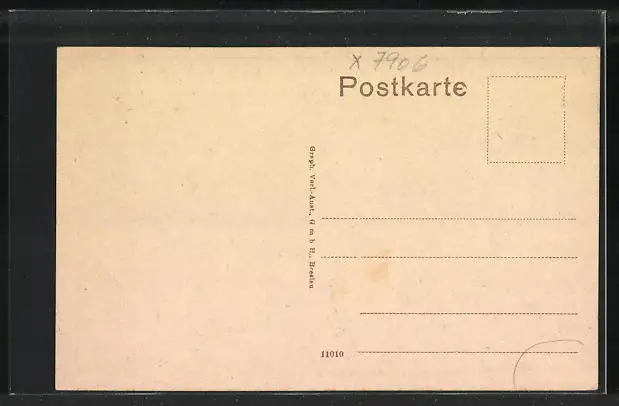 x 7906
Postkarte
Graph. Verl.-Anst., G m b H., Breslau
11010